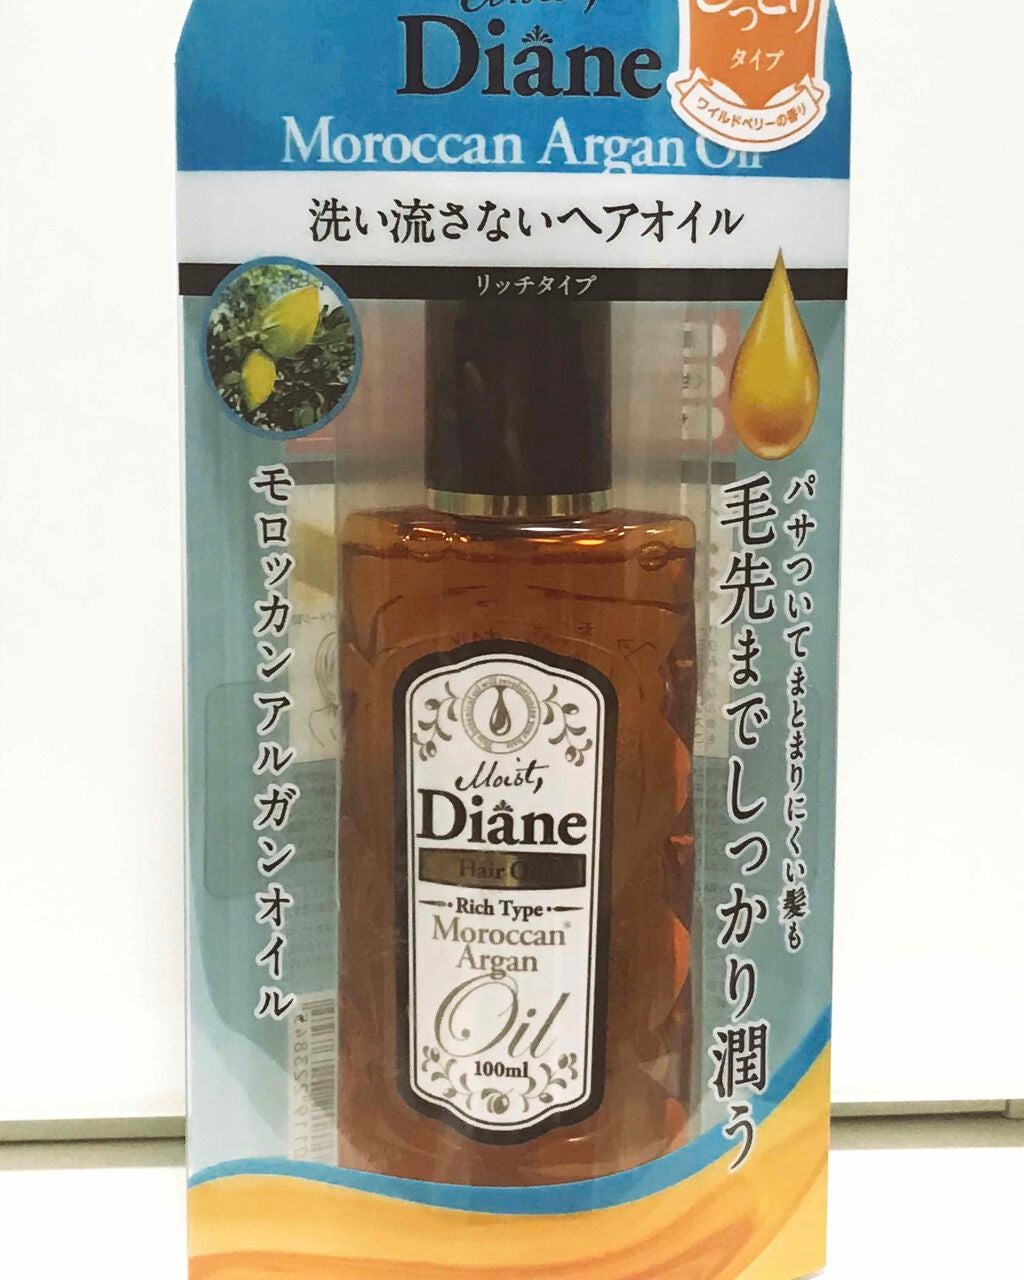 Moist,
Diane
しっとり
タイプ
ワイルドベリーの香り
Moroccan Argan Oil
洗い流さないヘアオイル
リッチタイプ
モロッカンアルガンオイル
パサついてまとまりにくい髪も
毛先までしっかり潤う
Moist,
Diane
Hair Oil
Rich Type
Moroccan*
Argan
Oil
100ml